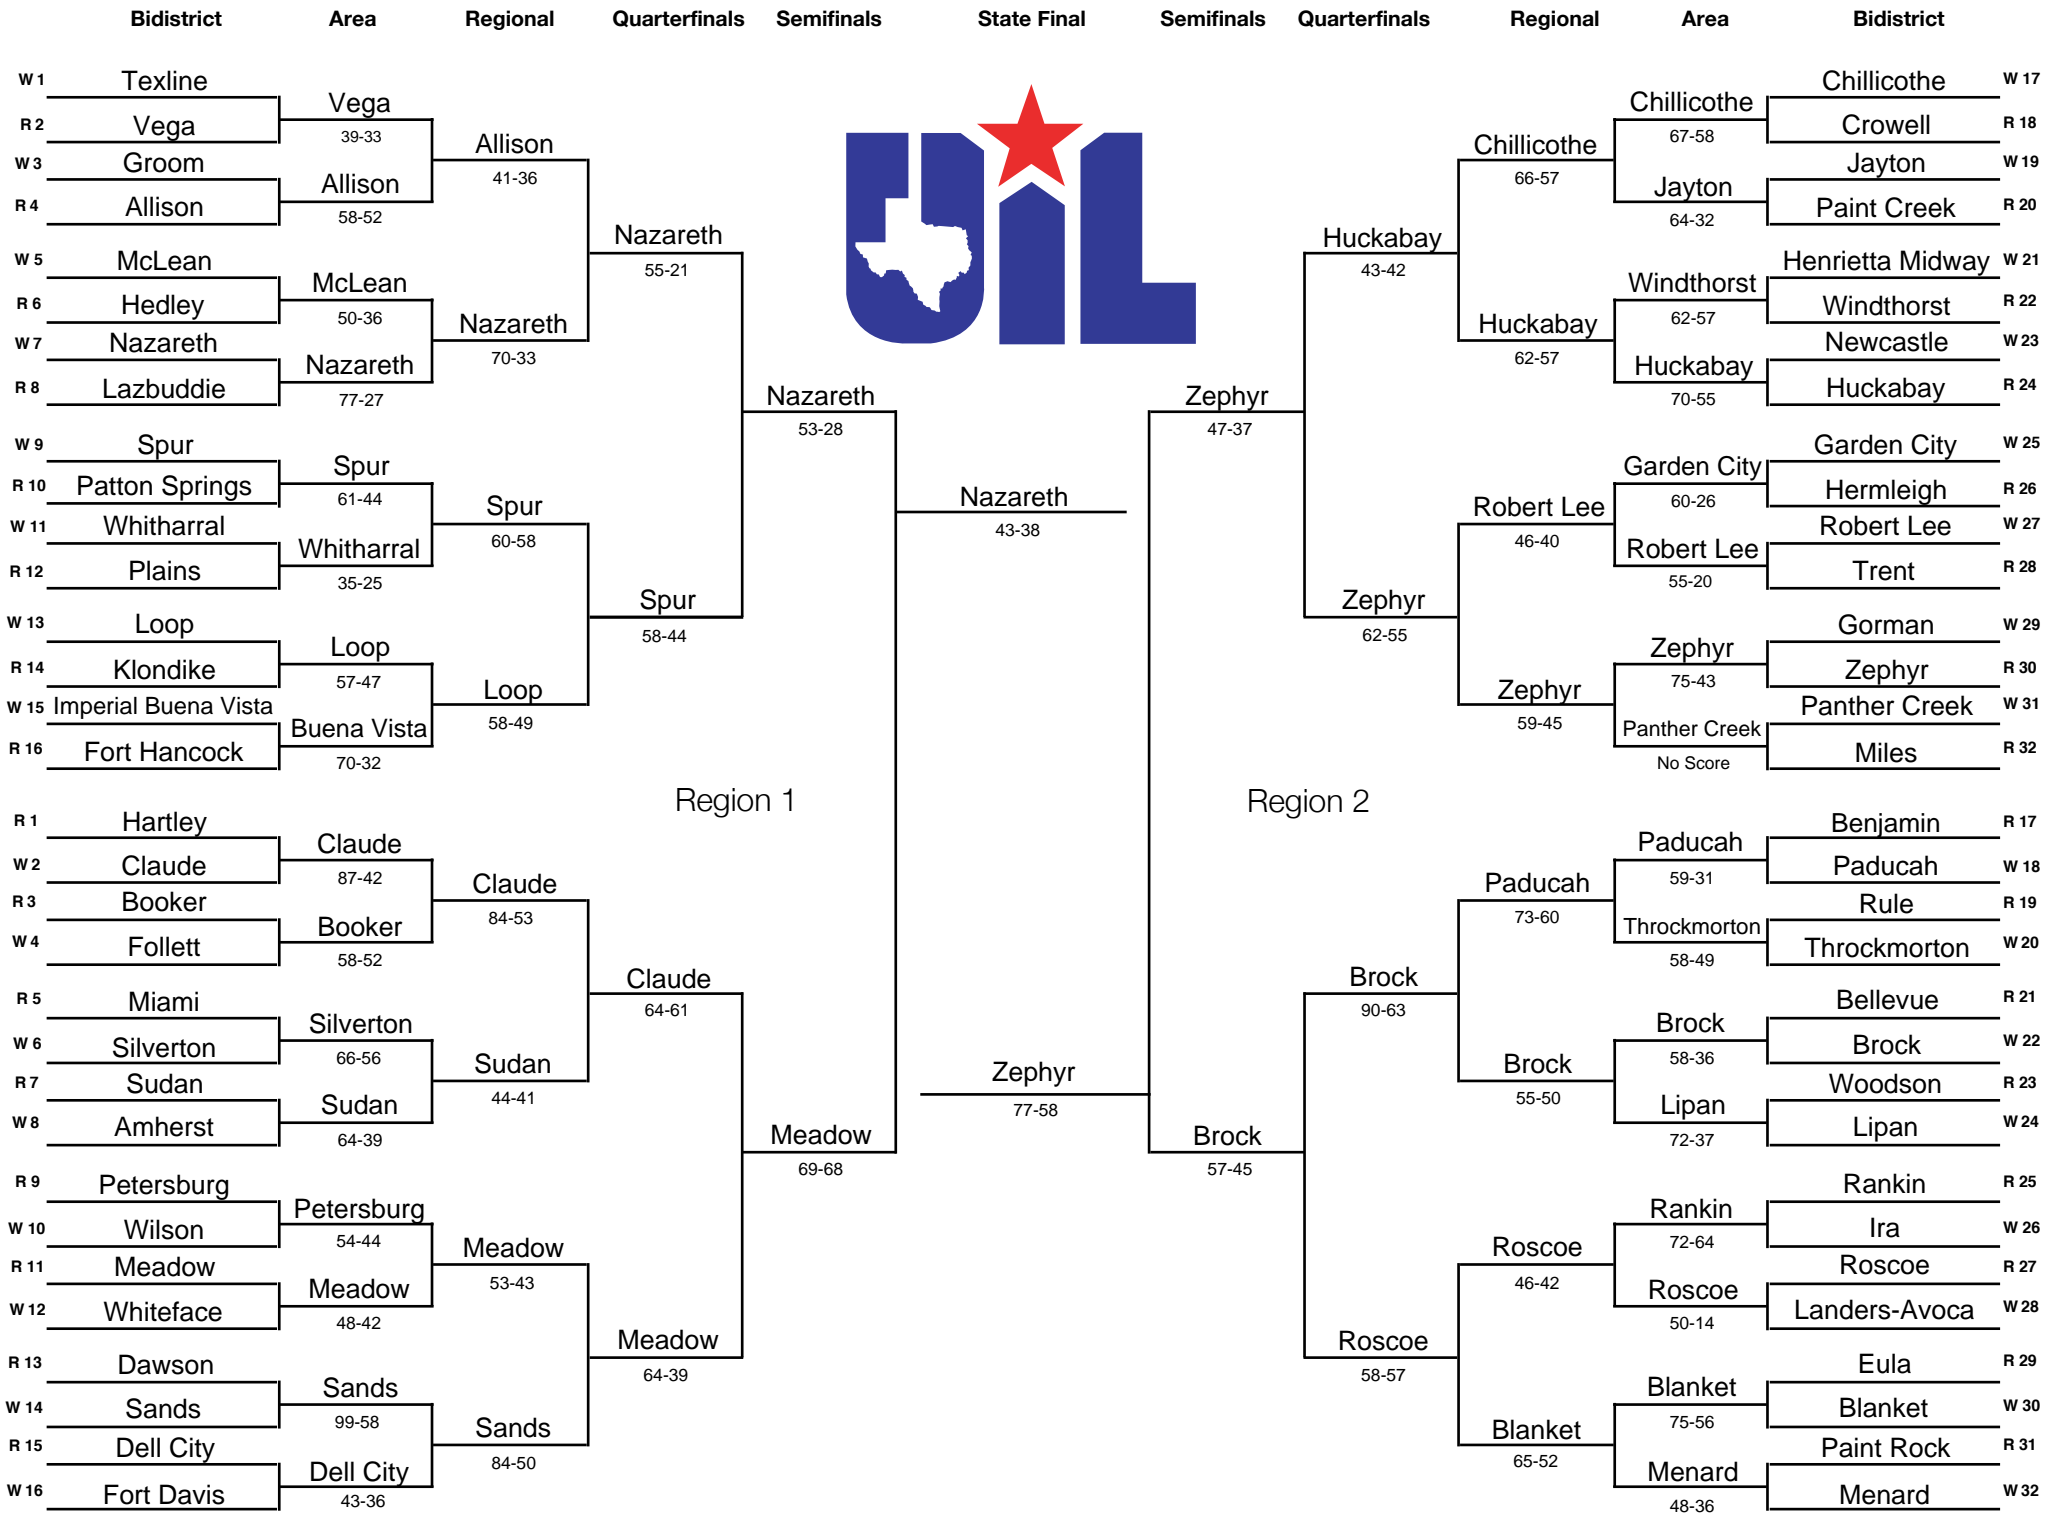 Bidistrict Area Regional Quarterfinals Semifinals State Final Semifinals Quarterfinals Regional Area Bidistrict
W 1 Texline
R 2 Vega
W 3 Groom
R 4 Allison
W 5 McLean
R 6 Hedley
W 7 Nazareth
R 8 Lazbuddie
W 9 Spur
R 10 Patton Springs
W 11 Whitharral
R 12 Plains
W 13 Loop
R 14 Klondike
W 15 Imperial Buena Vista
R 16 Fort Hancock
R 1 Hartley
W 2 Claude
R 3 Booker
W 4 Follett
R 5 Miami
W 6 Silverton
R 7 Sudan
W 8 Amherst
R 9 Petersburg
W 10 Wilson
R 11 Meadow
W 12 Whiteface
R 13 Dawson
W 14 Sands
R 15 Dell City
W 16 Fort Davis
Vega
39-33
Allison
58-52
McLean
50-36
Nazareth
77-27
Spur
61-44
Whitharral
35-25
Loop
57-47
Buena Vista
70-32
Claude
87-42
Booker
58-52
Silverton
66-56
Sudan
64-39
Petersburg
54-44
Meadow
48-42
Sands
99-58
Dell City
43-36
Allison
41-36
Nazareth
70-33
Spur
60-58
Loop
58-49
Claude
84-53
Sudan
44-41
Meadow
53-43
Sands
84-50
Nazareth
55-21
Spur
58-44
Region 1
Claude
64-61
Meadow
64-39
Nazareth
53-28
Meadow
69-68
UIL
Nazareth
43-38
Zephyr
77-58
Zephyr
47-37
Brock
57-45
Huckabay
43-42
Zephyr
62-55
Region 2
Brock
90-63
Roscoe
58-57
Chillicothe
66-57
Huckabay
62-57
Robert Lee
46-40
Zephyr
59-45
Paducah
73-60
Brock
55-50
Roscoe
46-42
Blanket
65-52
Chillicothe
67-58
Jayton
64-32
Windthorst
62-57
Huckabay
70-55
Garden City
60-26
Robert Lee
55-20
Zephyr
75-43
Panther Creek
No Score
Paducah
59-31
Throckmorton
58-49
Brock
58-36
Lipan
72-37
Rankin
72-64
Roscoe
50-14
Blanket
75-56
Menard
48-36
Chillicothe W 17
Crowell R 18
Jayton W 19
Paint Creek R 20
Henrietta Midway W 21
Windthorst R 22
Newcastle W 23
Huckabay R 24
Garden City W 25
Hermleigh R 26
Robert Lee W 27
Trent R 28
Gorman W 29
Zephyr R 30
Panther Creek W 31
Miles R 32
Benjamin R 17
Paducah W 18
Rule R 19
Throckmorton W 20
Bellevue R 21
Brock W 22
Woodson R 23
Lipan W 24
Rankin R 25
Ira W 26
Roscoe R 27
Landers-Avoca W 28
Eula R 29
Blanket W 30
Paint Rock R 31
Menard W 32